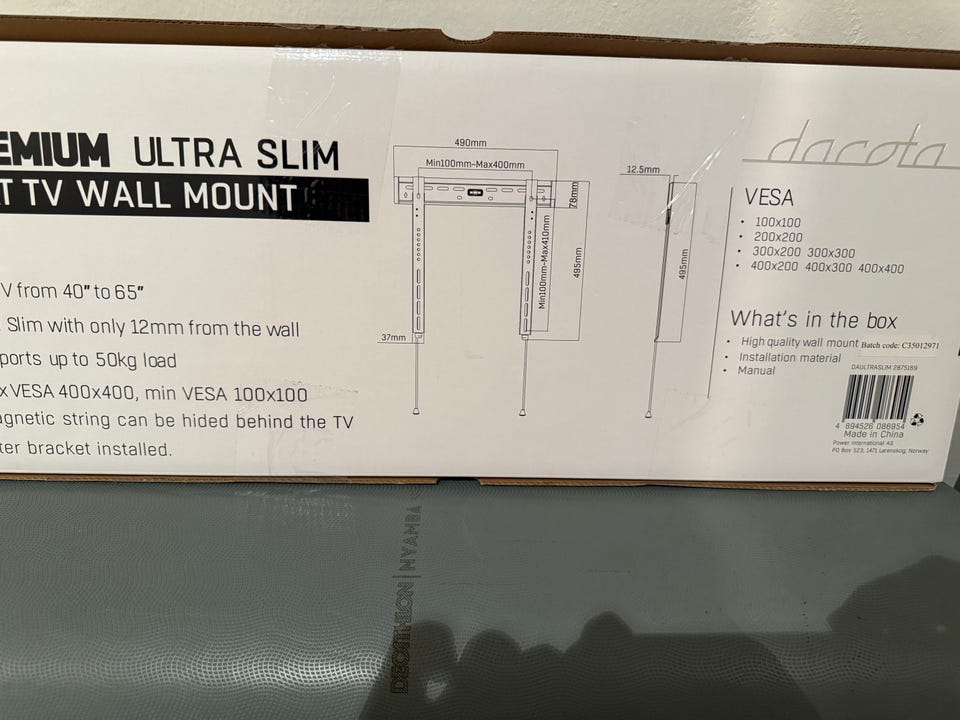 EMIUM ULTRA SLIM
T TV WALL MOUNT
V from 40" to 65"
Slim with only 12mm from the wall
ports up to 50kg load
x VESA 400x400, min VESA 100x100
agnetic string can be hided behind the TV
ter bracket installed.
490mm
Min100mm-Max400mm
78mm
Min100mm-Max410mm
495mm
37mm
12.5mm
495mm
dacota
VESA
• 100x100
• 200x200
• 300x200 300x300
• 400x200 400x300 400x400
What's in the box
• High quality wall mount
• Installation material
• Manual
Batch code: C35012971
DAULTRASLIM 2875169
4 894526 086954
Made in China
Power International AS
PO Box 523, 1471 Lørenskog, Norway
DECATHLON | NYAMBA